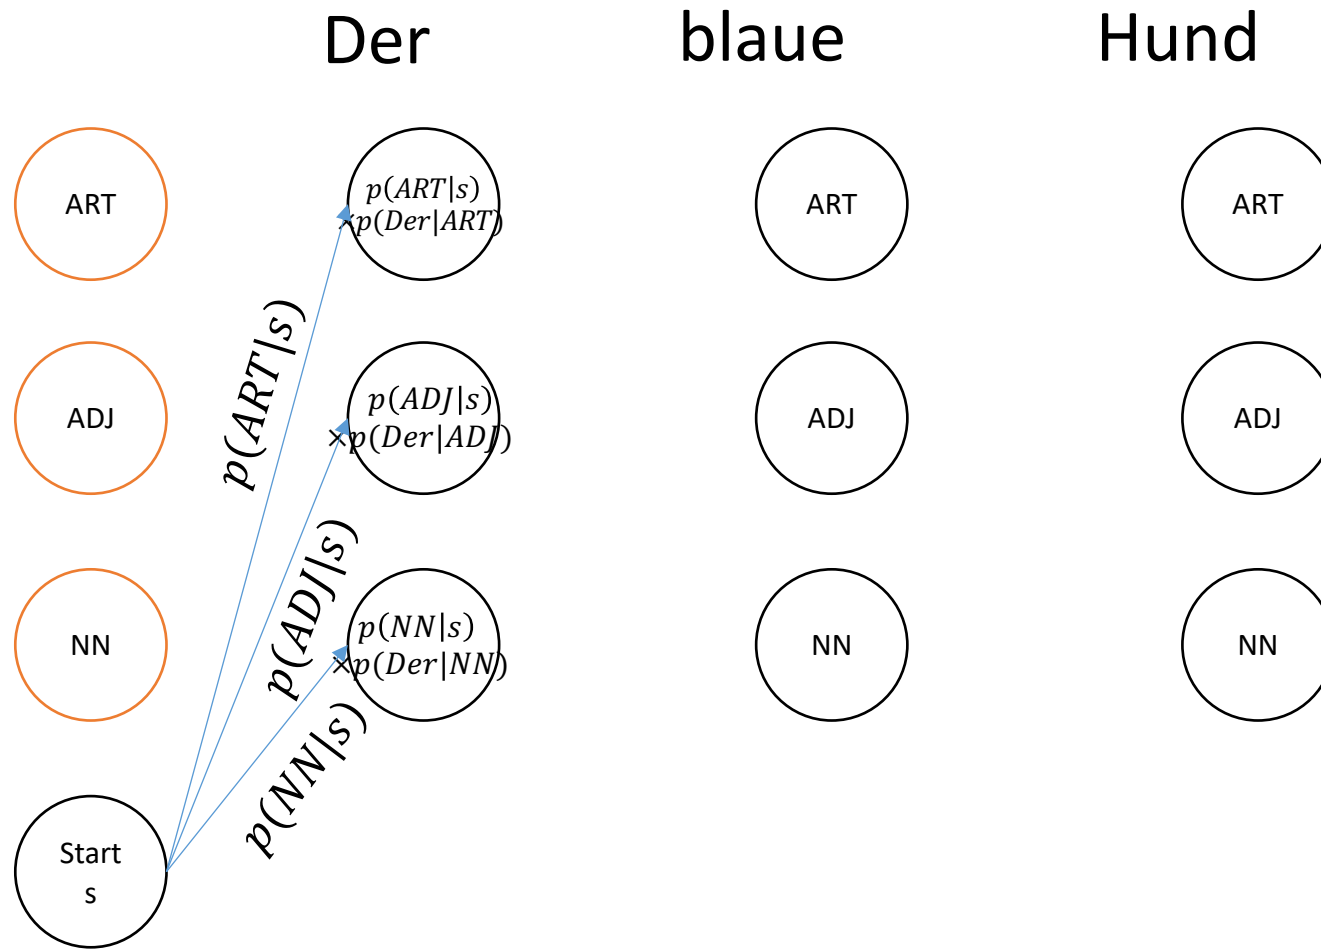 Der blaue Hund
ART
p(ART|s)
×p(Der|ART)
ART
ART
p(ART|s)
ADJ
p(ADJ|s)
×p(Der|ADJ)
ADJ
ADJ
p(ADJ|s)
NN
p(NN|s)
×p(Der|NN)
NN
NN
p(NN|s)
Start
s